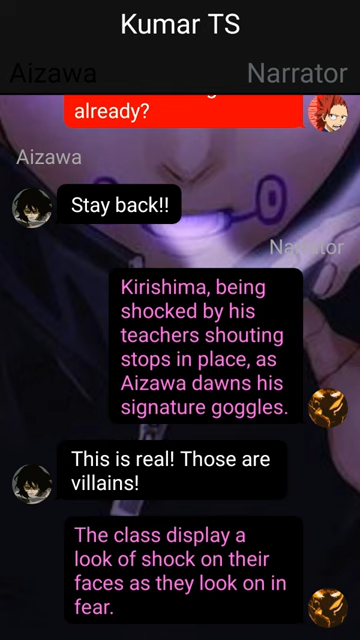 Kumar TS
Aizawa
Narrator
already?
Aizawa
Stay back!!
Kirishima, being
shocked by his
teachers shouting
stops in place, as
Aizawa dawns his
signature goggles.
This is real! Those are
villains!
The class display a
look of shock on their
faces as they look on in
fear.